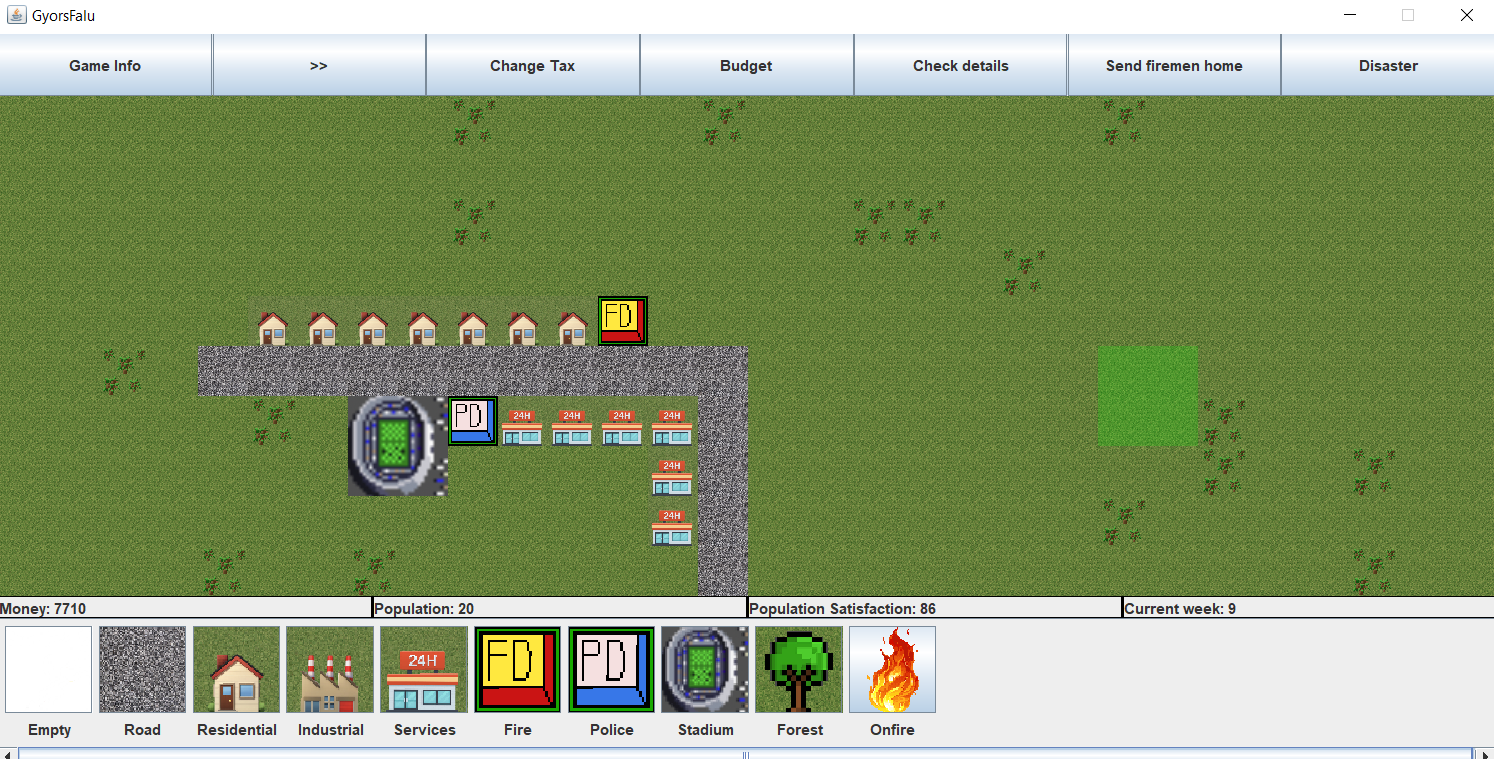 GyorsFalu
Game Info >> Change Tax Budget Check details Send firemen home Disaster
FD
PD 24H 24H 24H 24H
24H
24H
Money: 7710 Population: 20 Population Satisfaction: 86 Current week: 9
24H FD PD
Empty Road Residential Industrial Services Fire Police Stadium Forest Onfire